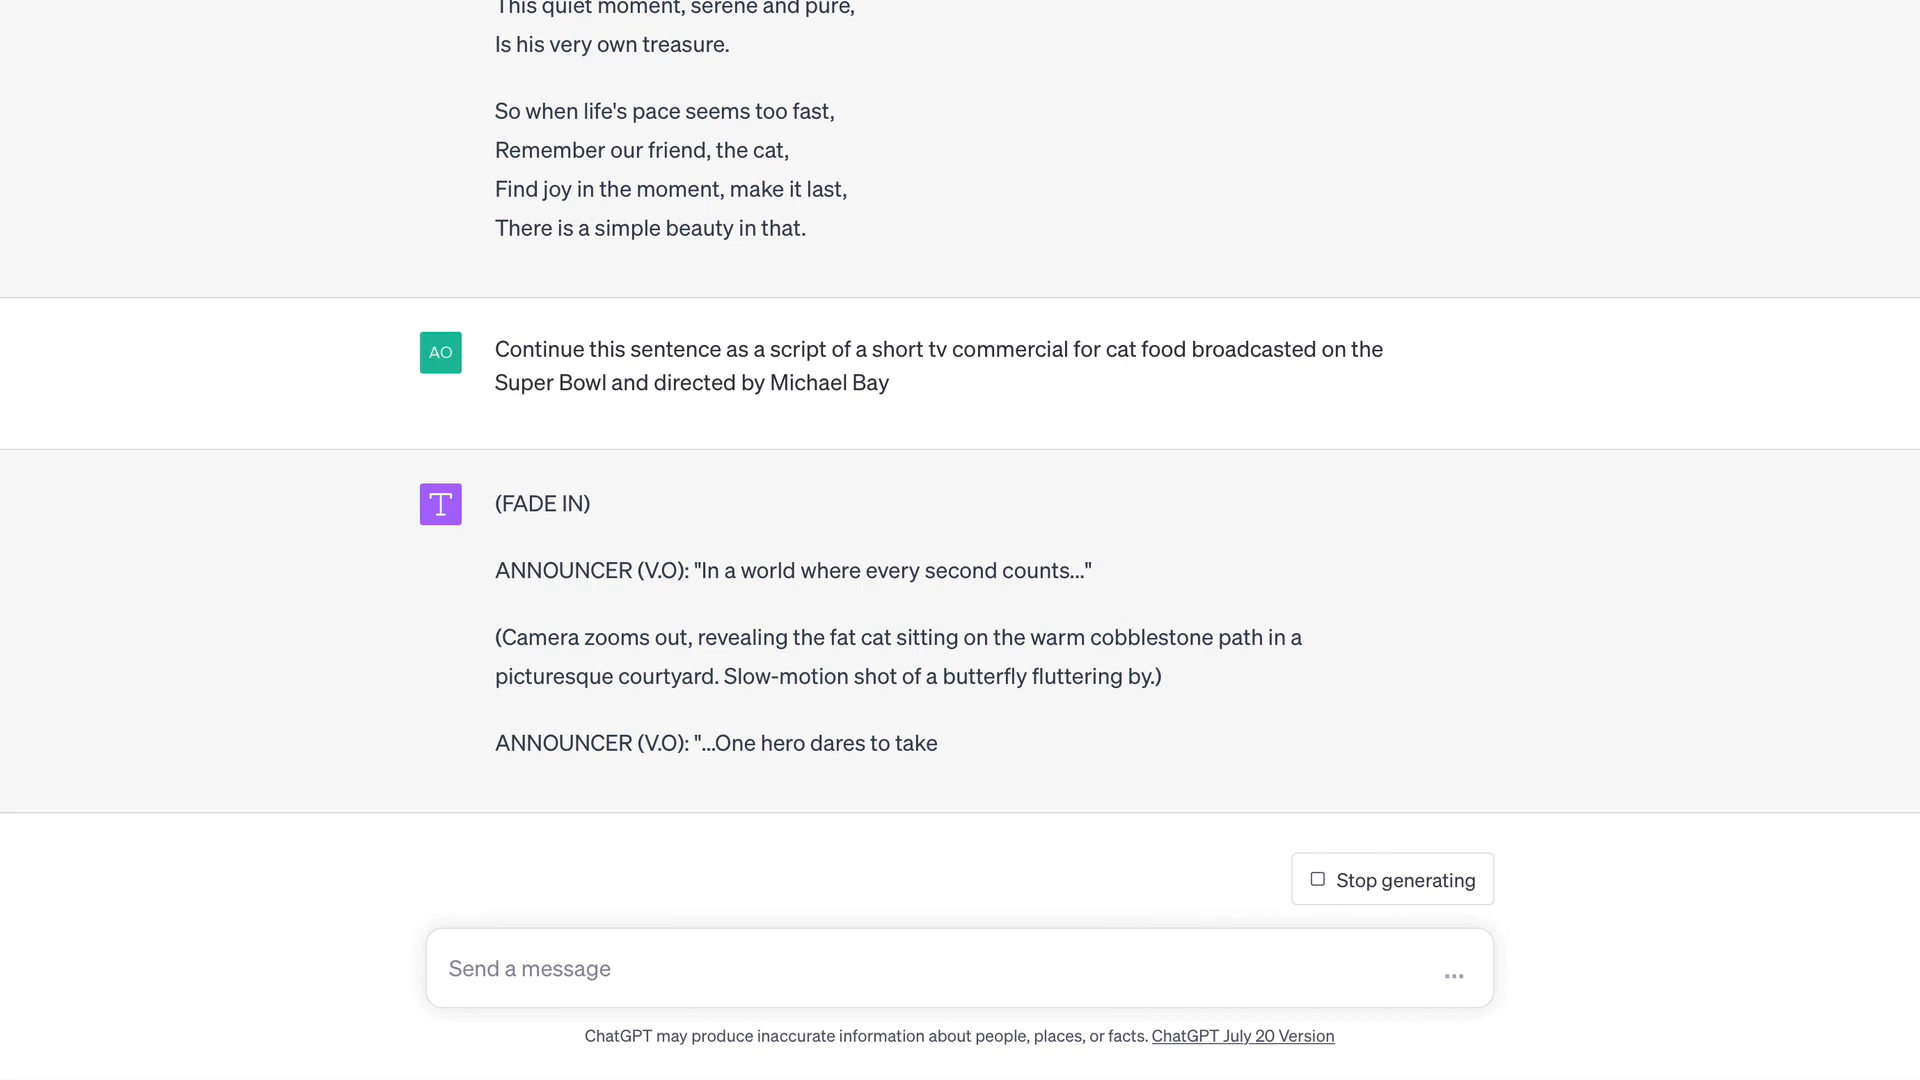 This quiet moment, serene and pure,
Is his very own treasure.
So when life's pace seems too fast,
Remember our friend, the cat,
Find joy in the moment, make it last,
There is a simple beauty in that.
AO
Continue this sentence as a script of a short tv commercial for cat food broadcasted on the
Super Bowl and directed by Michael Bay
T
(FADE IN)
ANNOUNCER (V.O): "In a world where every second counts..."
(Camera zooms out, revealing the fat cat sitting on the warm cobblestone path in a
picturesque courtyard. Slow-motion shot of a butterfly fluttering by.)
ANNOUNCER (V.O): "...One hero dares to take
Stop generating
Send a message
ChatGPT may produce inaccurate information about people, places, or facts. ChatGPT July 20 Version